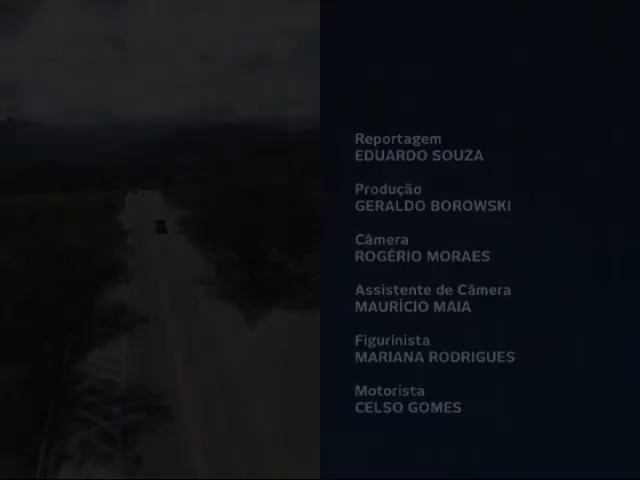 Reportagem
EDUARDO SOUZA
Produção
GERALDO BOROWSKI
Câmera
ROGÉRIO MORAES
Assistente de Câmera
MAURÍCIO MAIA
Figurinista
MARIANA RODRIGUES
Motorista
CELSO GOMES